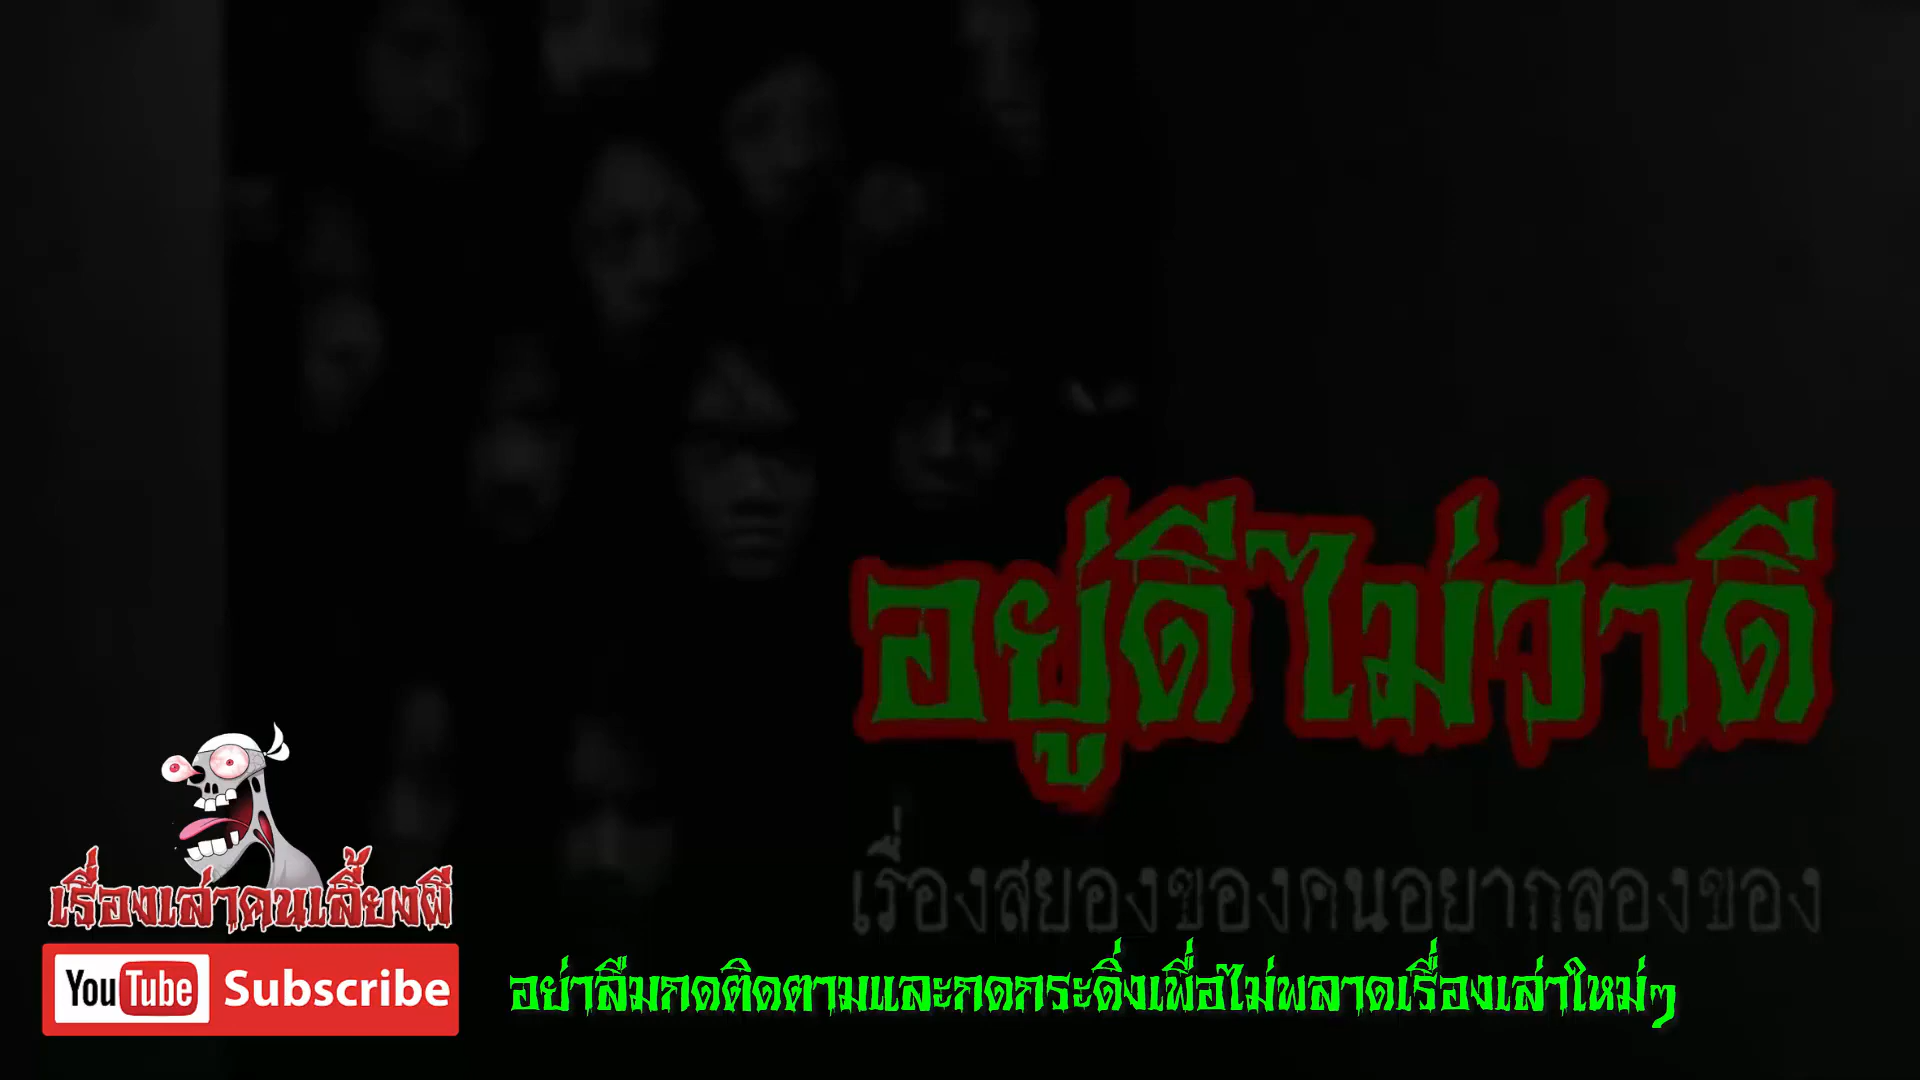 อยู่ดีไม่ว่าดี
เรื่องสยองของคนอยากลองของ
เรื่องเล่าคนเลี้ยงผี
YouTube Subscribe
อย่าลืมกดติดตามและกดกระดิ่งเพื่อไม่พลาดเรื่องเล่าใหม่ๆ